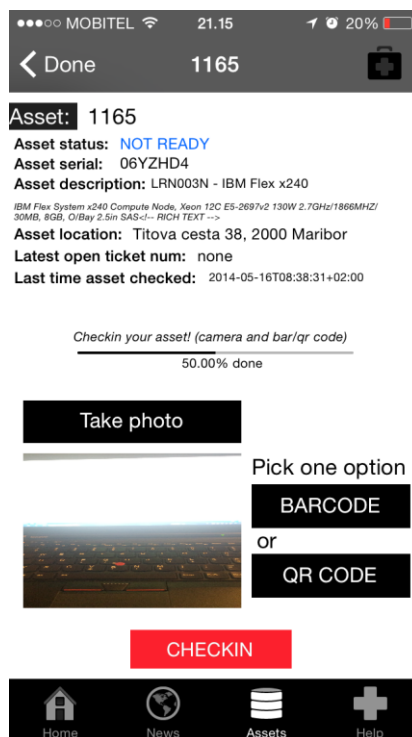 MOBITEL 21.15 20%
Done 1165
Asset: 1165
Asset status: NOT READY
Asset serial: 06YZHD4
Asset description: LRN003N - IBM Flex x240
IBM Flex System x240 Compute Node, Xeon 12C E5-2697v2 130W 2.7GHz/1866MHZ/
30MB, 8GB, O/Bay 2.5in SAS<!-- RICH TEXT -->
Asset location: Titova cesta 38, 2000 Maribor
Latest open ticket num: none
Last time asset checked: 2014-05-16T08:38:31+02:00
Checkin your asset! (camera and bar/qr code)
50.00% done
Take photo
Pick one option
BARCODE
or
QR CODE
CHECKIN
Home News Assets Help